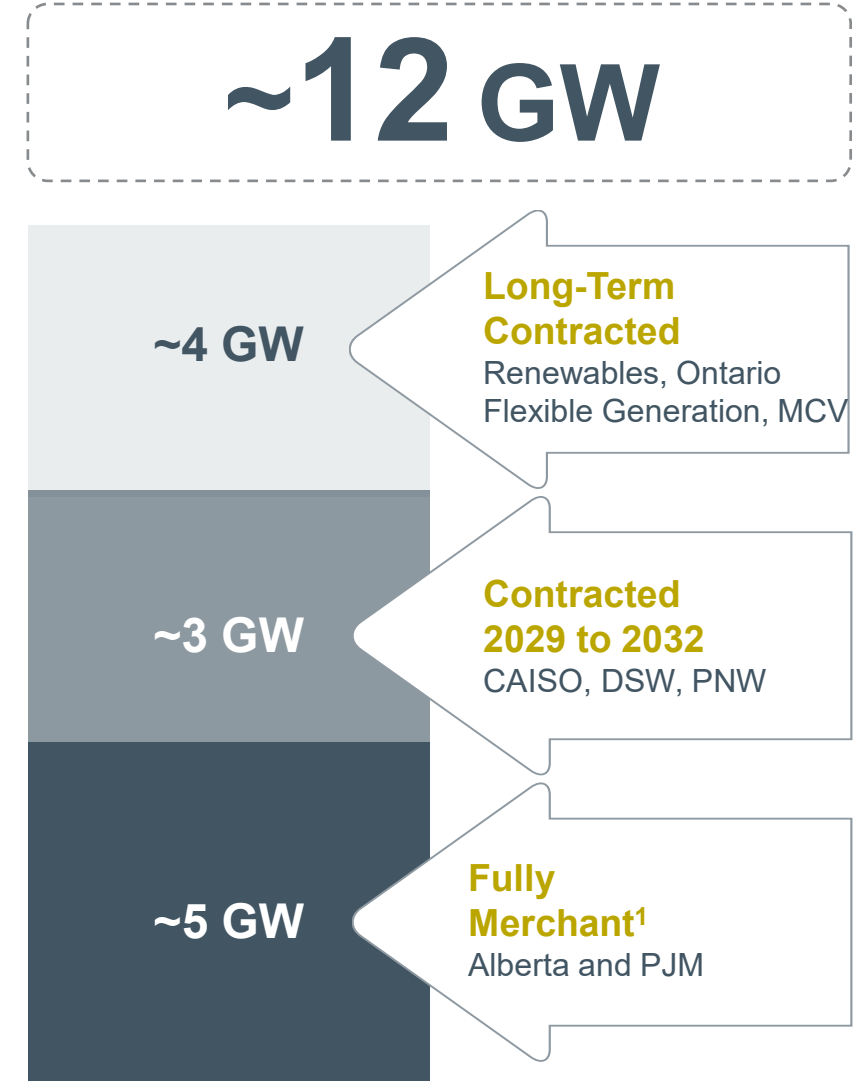 ~12 GW
~4 GW
Long-Term
Contracted
Renewables, Ontario
Flexible Generation, MCV
~3 GW
Contracted
2029 to 2032
CAISO, DSW, PNW
~5 GW
Fully
Merchant¹
Alberta and PJM